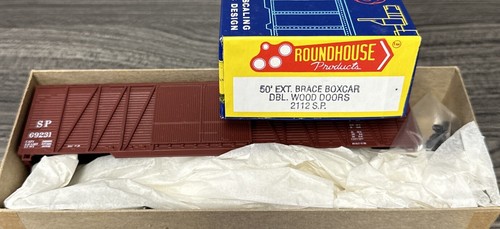 SCALING
DESIGN
ROUNDHOUSE
Products
50' EXT. BRACE BOXCAR
DBL. WOOD DOORS
2112 S.P.
SP
69231